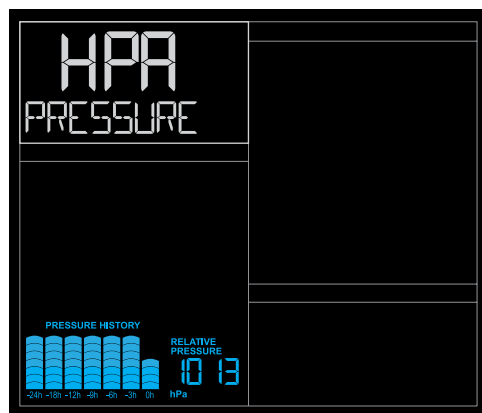 HPA
PRESSURE
PRESSURE HISTORY
RELATIVE
PRESSURE
1013
-24h -18h -12h -9h -6h -3h 0h hPa